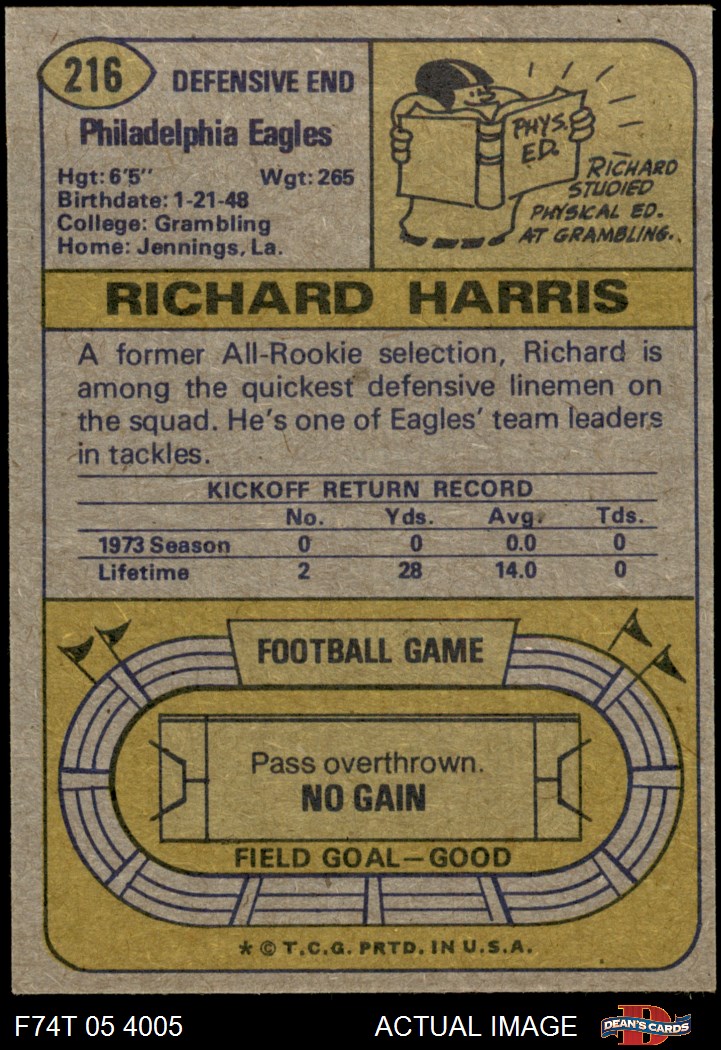 216
DEFENSIVE END
Philadelphia Eagles
Hgt: 6'5" Wgt: 265
Birthdate: 1-21-48
College: Grambling
Home: Jennings, La.
PHYS.
ED.
RICHARD
STUDIED
PHYSICAL ED.
AT GRAMBLING.
RICHARD HARRIS
A former All-Rookie selection, Richard is
among the quickest defensive linemen on
the squad. He's one of Eagles' team leaders
in tackles.
KICKOFF RETURN RECORD
No. Yds. Avg. Tds.
1973 Season 0 0 0.0 0
Lifetime 2 28 14.0 0
FOOTBALL GAME
Pass overthrown.
NO GAIN
FIELD GOAL—GOOD
* © T.C.G. PRTD. IN U.S.A.
F74T 05 4005 ACTUAL IMAGE
D
DEAN'S CARDS